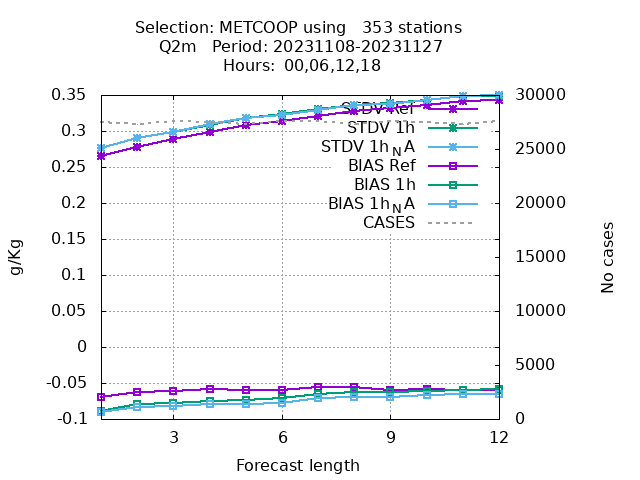 Selection: METCOOP using 353 stations
Q2m Period: 20231108-20231127
Hours: 00,06,12,18
0.35
0.3
0.25
0.2
0.15
0.1
0.05
0
-0.05
-0.1
g/Kg
STDV Ref
STDV 1h
STDV 1hNA
BIAS Ref
BIAS 1h
BIAS 1hNA
CASES
30000
25000
20000
15000
10000
5000
0
No cases
3 6 9 12
Forecast length